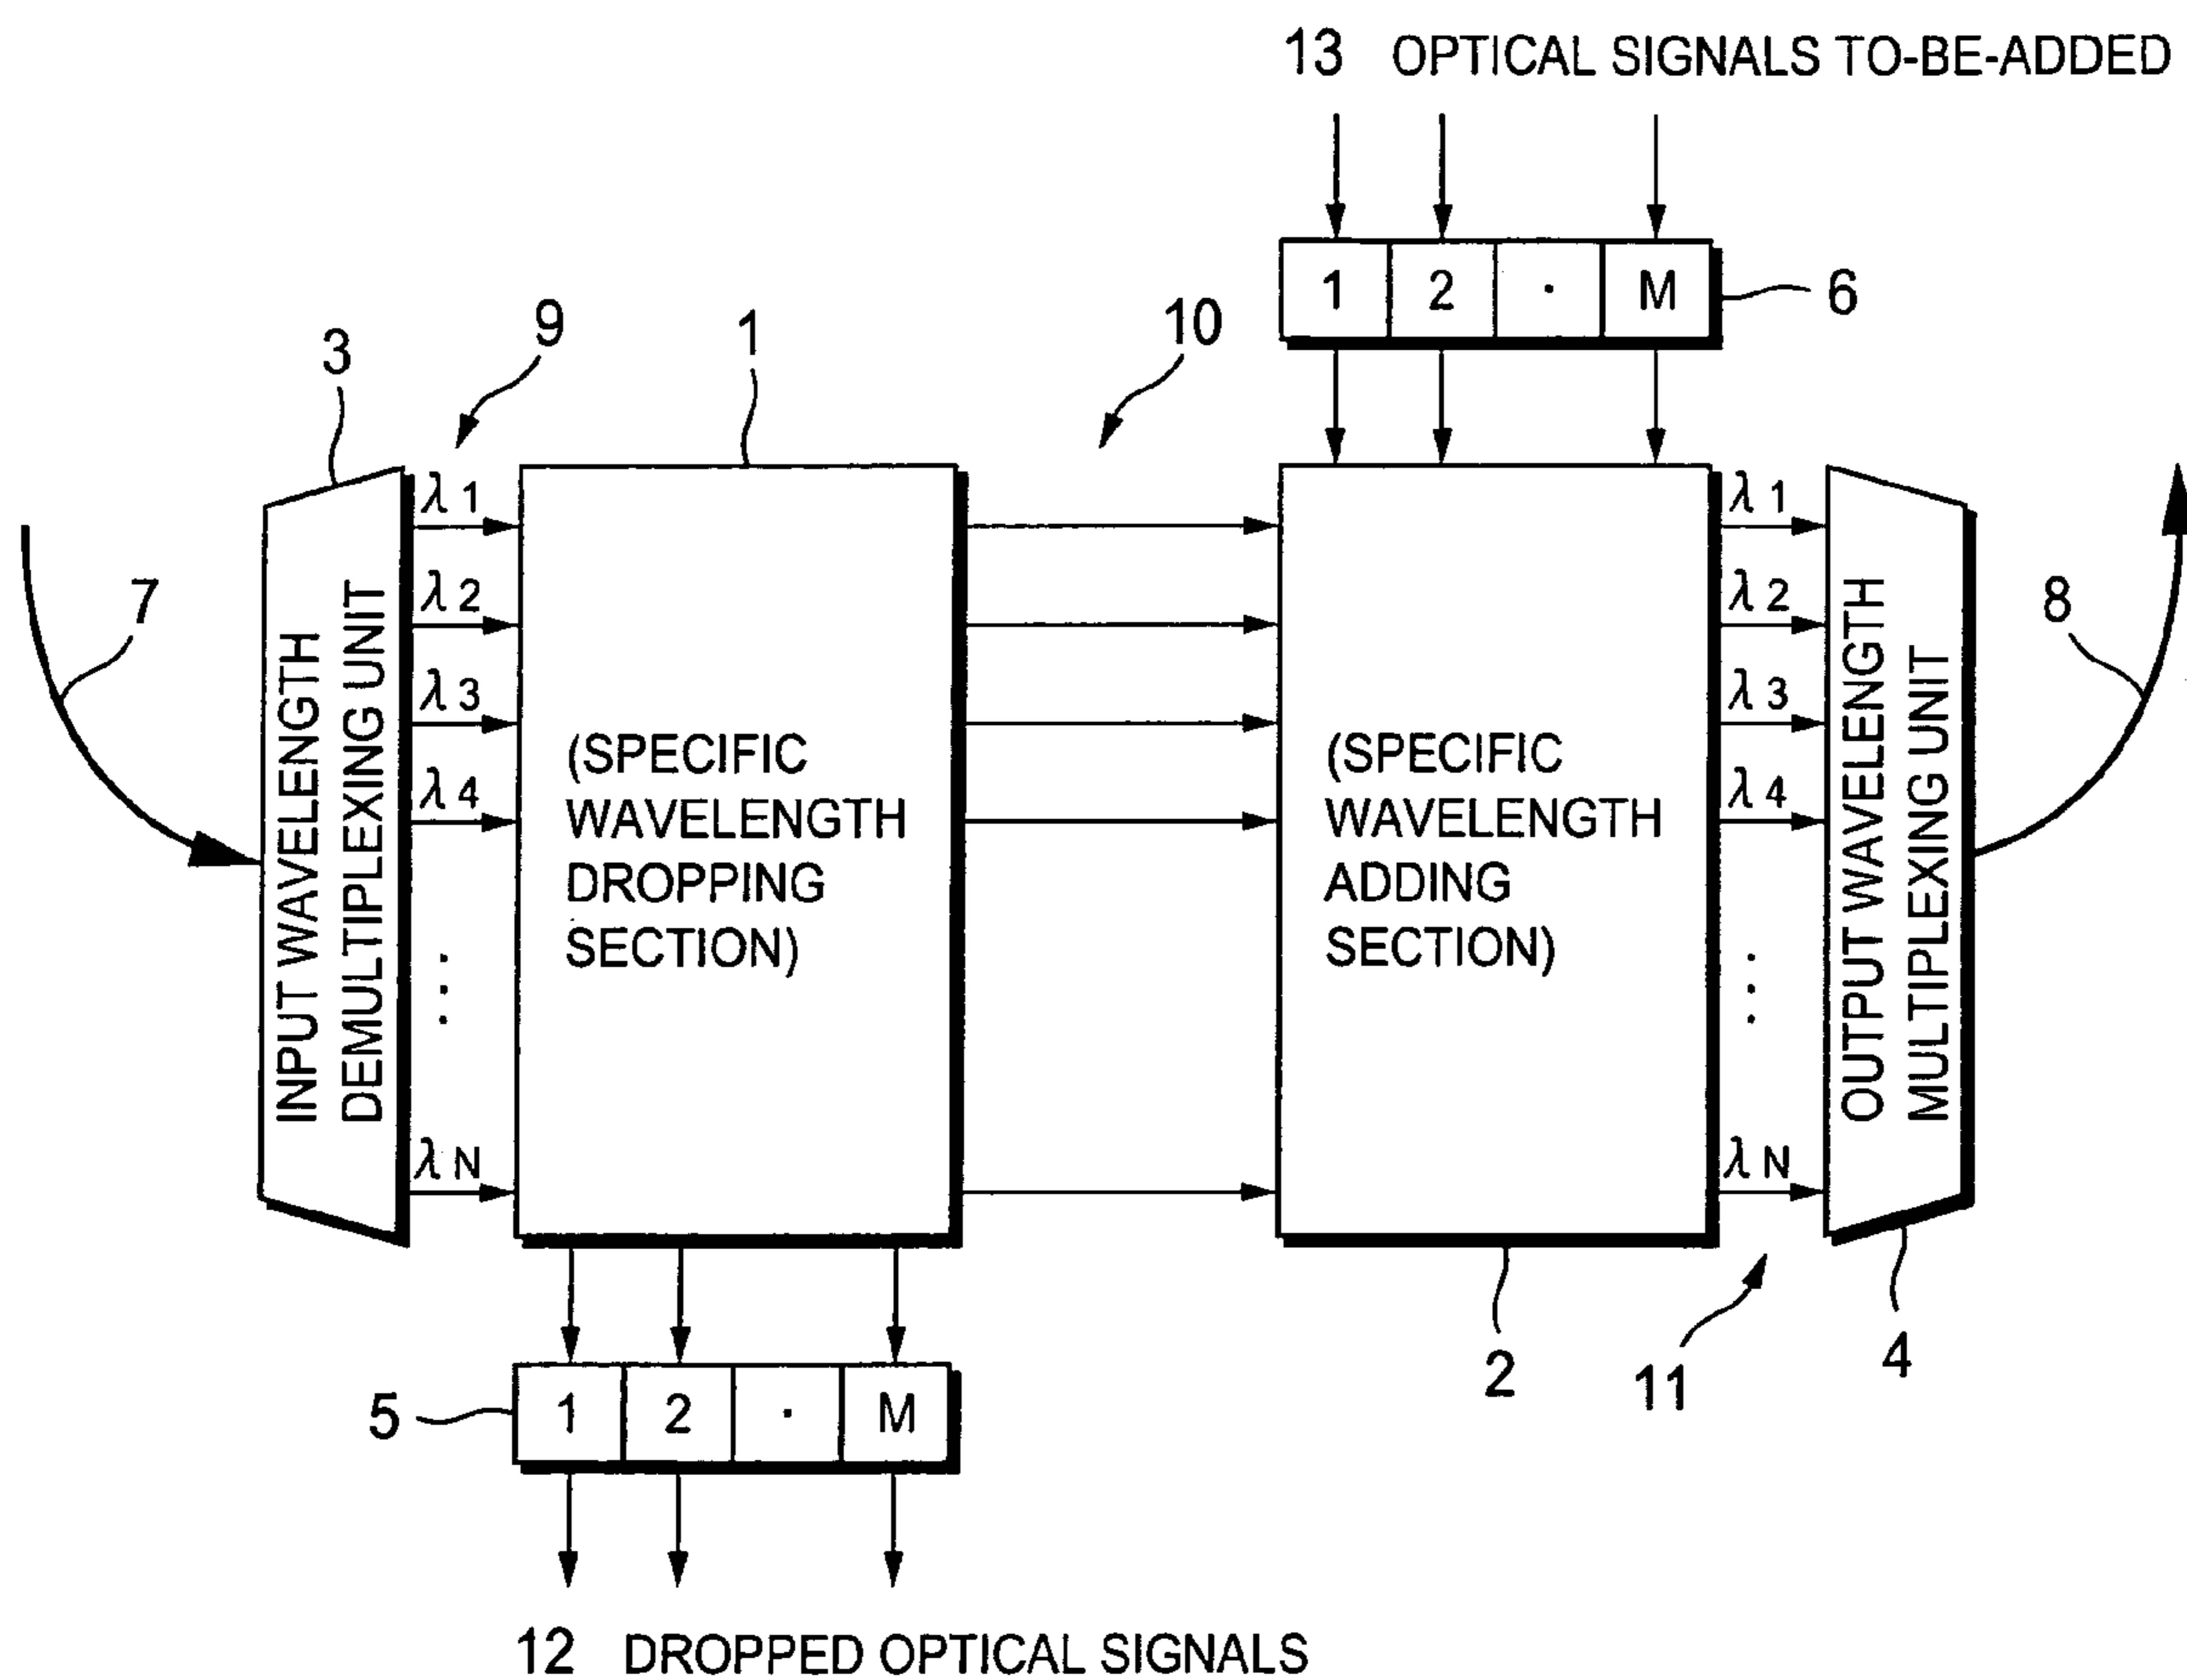 13 OPTICAL SIGNALS TO-BE-ADDED
1 2 · M
6
9
1
10
3
λ1
λ2
λ3
λ4
λN
7
INPUT WAVELENGTH
DEMULTIPLEXING UNIT
(SPECIFIC
WAVELENGTH
DROPPING
SECTION)
(SPECIFIC
WAVELENGTH
ADDING
SECTION)
λ1
λ2
λ3
λ4
λN
OUTPUT WAVELENGTH
MULTIPLEXING UNIT
8
5
1 2 · M
2
11
4
12 DROPPED OPTICAL SIGNALS